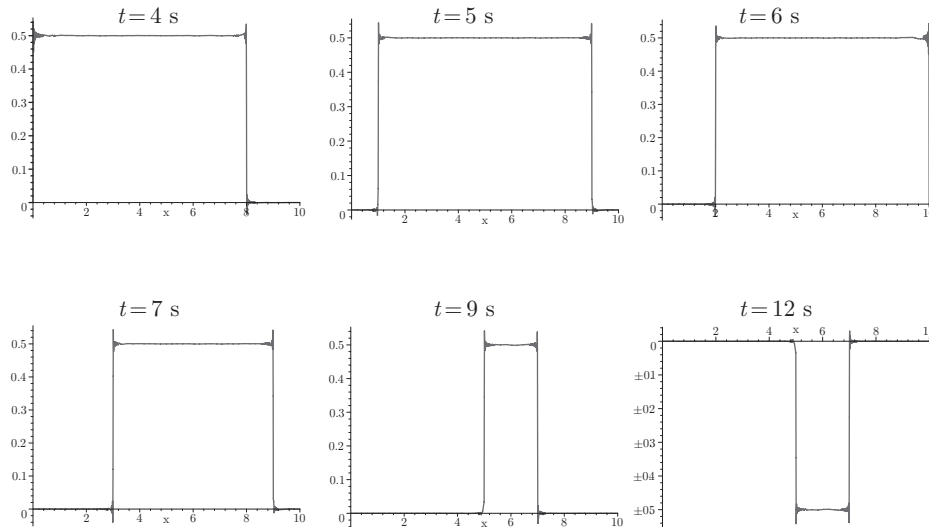 t=4 s t=5 s t=6 s
0.5 0.5 0.5
0.4 0.4 0.4
0.3 0.3 0.3
0.2 0.2 0.2
0.1 0.1 0.1
0 2 4 x 6 8 10 0 2 4 x 6 8 10 0 2 4 x 6 8 1
t=7 s t=9 s t=12 s
2 4 x 6 8 1
0.5 0.5 0
0.4 0.4 ±01
0.3 0.3 ±02
0.2 0.2 ±03
0.1 0.1 ±04
0 2 4 x 6 8 10 0 2 4 x 6 8 10 ±05